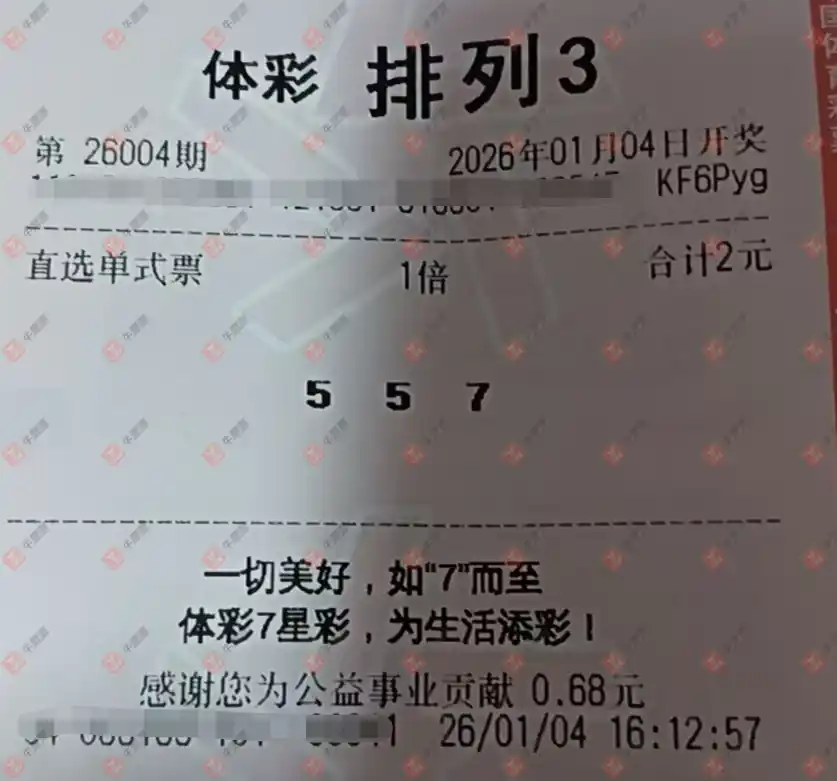 体彩 排列3
第 26004期 2026年01月04日开奖
KF6Pyg
直选单式票 1倍 合计2元
5 5 7
一切美好，如“7”而至
体彩7星彩，为生活添彩！
感谢您为公益事业贡献 0.68元
26/01/04 16:12:57